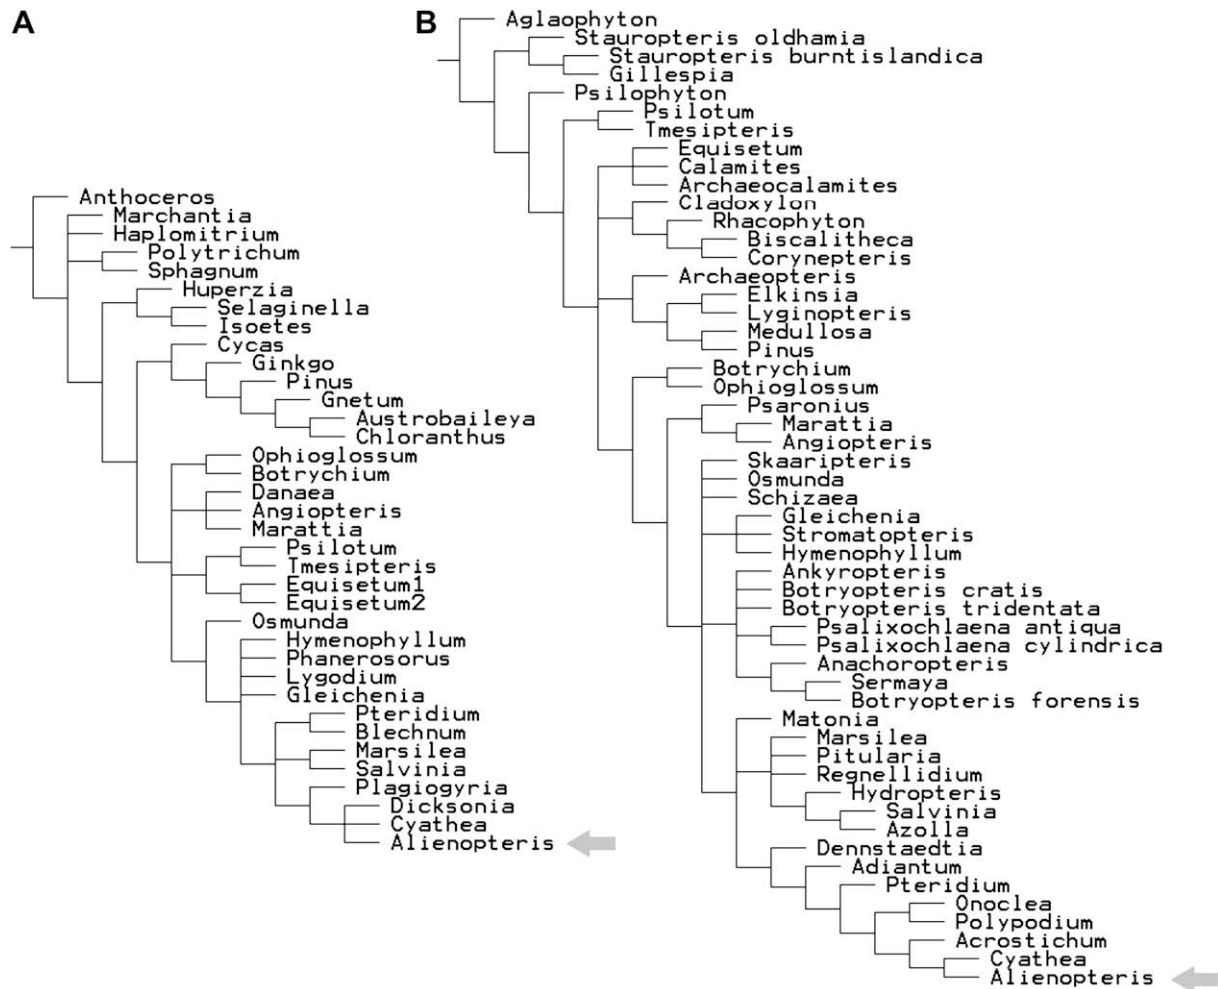 A
Anthoceros
Marchantia
Haplomitrium
Polytrichum
Sphagnum
Huperzia
Selaginella
Isoetes
Cycas
Ginkgo
Pinus
Gnetum
Austrobaileya
Chloranthus
Ophioglossum
Botrychium
Danaea
Angiopteris
Marattia
Psilotum
Tmesipteris
Equisetum1
Equisetum2
Osmunda
Hymenophyllum
Phanerosorus
Lygodium
Gleichenia
Pteridium
Blechnum
Marsilea
Salvinia
Plagiogyria
Dicksonia
Cyathea
Alienopteris
B
Aglaophyton
Stauropteris oldhamia
Stauropteris burntislandica
Gillespia
Psilophyton
Psilotum
Tmesipteris
Equisetum
Calamites
Archaeocalamites
Cladoxylon
Rhacophyton
Biscalitheca
Corynepteris
Archaeopteris
Elkinsia
Lyginopteris
Medullosa
Pinus
Botrychium
Ophioglossum
Psaronius
Marattia
Angiopteris
Skaaripteris
Osmunda
Schizaea
Gleichenia
Stromatopteris
Hymenophyllum
Ankyropteris
Botryopteris cratis
Botryopteris tridentata
Psalixochlaena antiqua
Psalixochlaena cylindrica
Anachoropteris
Sermaya
Botryopteris forensis
Matonia
Marsilea
Pitularia
Regnellidium
Hydropteris
Salvinia
Azolla
Dennstaedtia
Adiantum
Pteridium
Onoclea
Polypodium
Acrostichum
Cyathea
Alienopteris